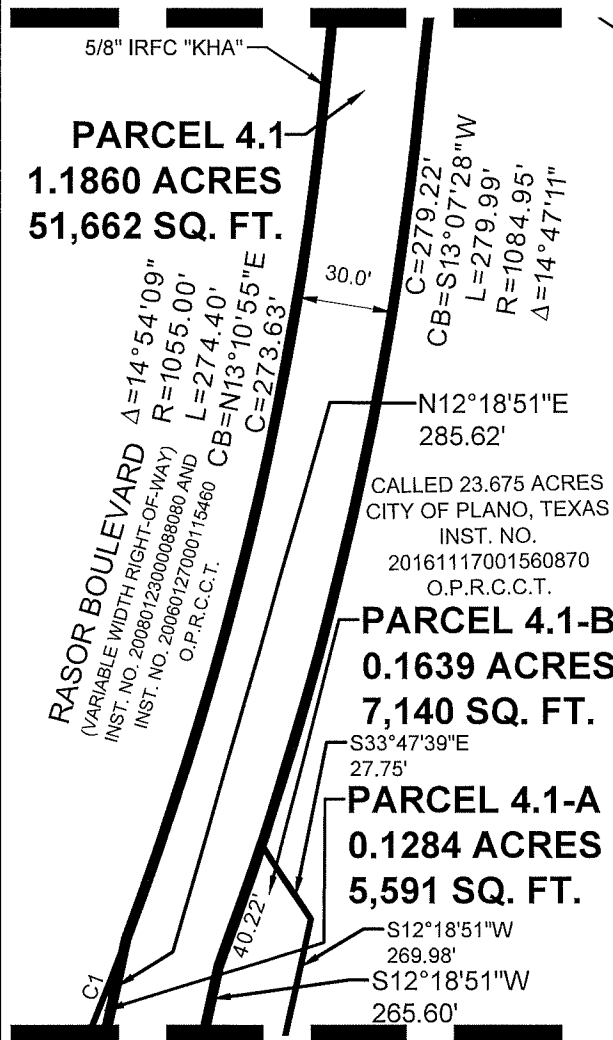 5/8" IRFC "KHA"
PARCEL 4.1
1.1860 ACRES
51,662 SQ. FT.
C=279.22'
CB=S13°07'28"W
L=279.99'
R=1084.95'
Δ=14°47'11"
30.0'
Δ=14°54'09"
R=1055.00'
L=274.40'
CB=N13°10'55"E
C=273.63'
RASOR BOULEVARD
(VARIABLE WIDTH RIGHT-OF-WAY)
INST. NO. 20080123000088080 AND
INST. NO. 20060127000115460
O.P.R.C.C.T.
N12°18'51"E
285.62'
CALLED 23.675 ACRES
CITY OF PLANO, TEXAS
INST. NO.
20161117001560870
O.P.R.C.C.T.
PARCEL 4.1-B
0.1639 ACRES
7,140 SQ. FT.
S33°47'39"E
27.75'
PARCEL 4.1-A
0.1284 ACRES
5,591 SQ. FT.
40.22'
S12°18'51"W
269.98'
S12°18'51"W
265.60'
C1